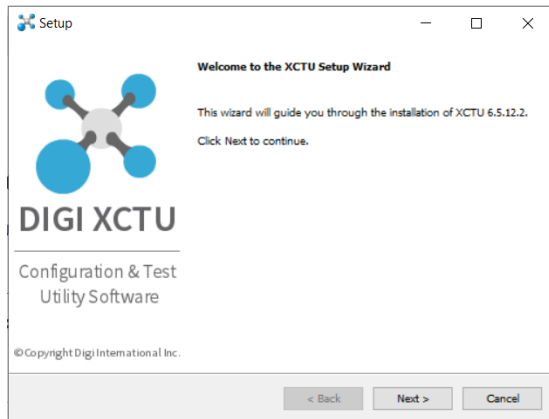 Setup
Welcome to the XCTU Setup Wizard
This wizard will guide you through the installation of XCTU 6.5.12.2.
Click Next to continue.
DIGI XCTU
Configuration & Test
Utility Software
©Copyright Digi International Inc.
< Back
Next >
Cancel